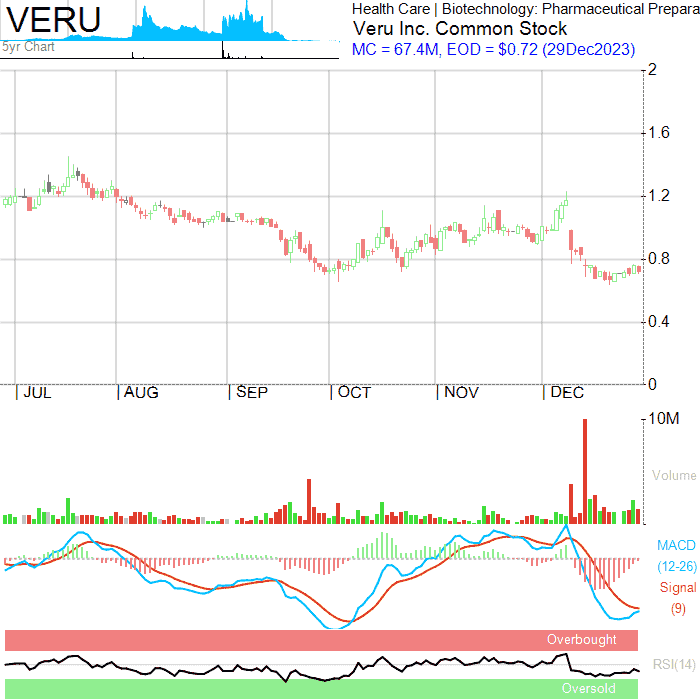 VERU
5yr Chart
Health Care | Biotechnology: Pharmaceutical Prepara
Veru Inc. Common Stock
MC = 67.4M, EOD = $0.72 (29Dec2023)
2
1.6
1.2
0.8
0.4
0
| JUL | AUG | SEP | OCT | NOV | DEC
10M
Volume
MACD
(12-26)
Signal
(9)
Overbought
RSI(14)
Oversold